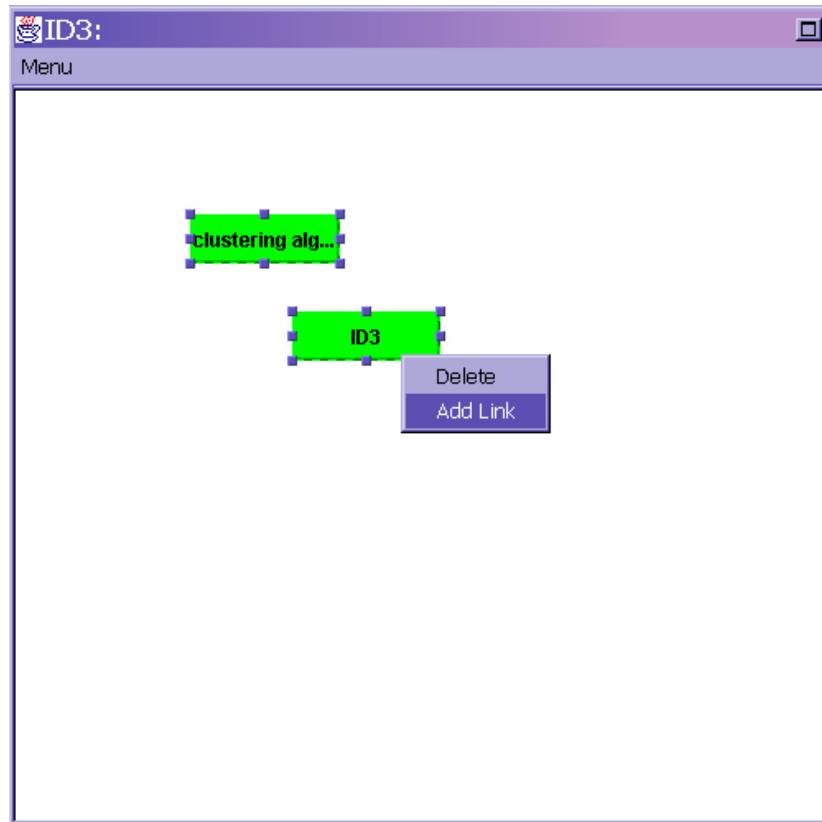 ID3:
Menu
clustering alg...
ID3
Delete
Add Link